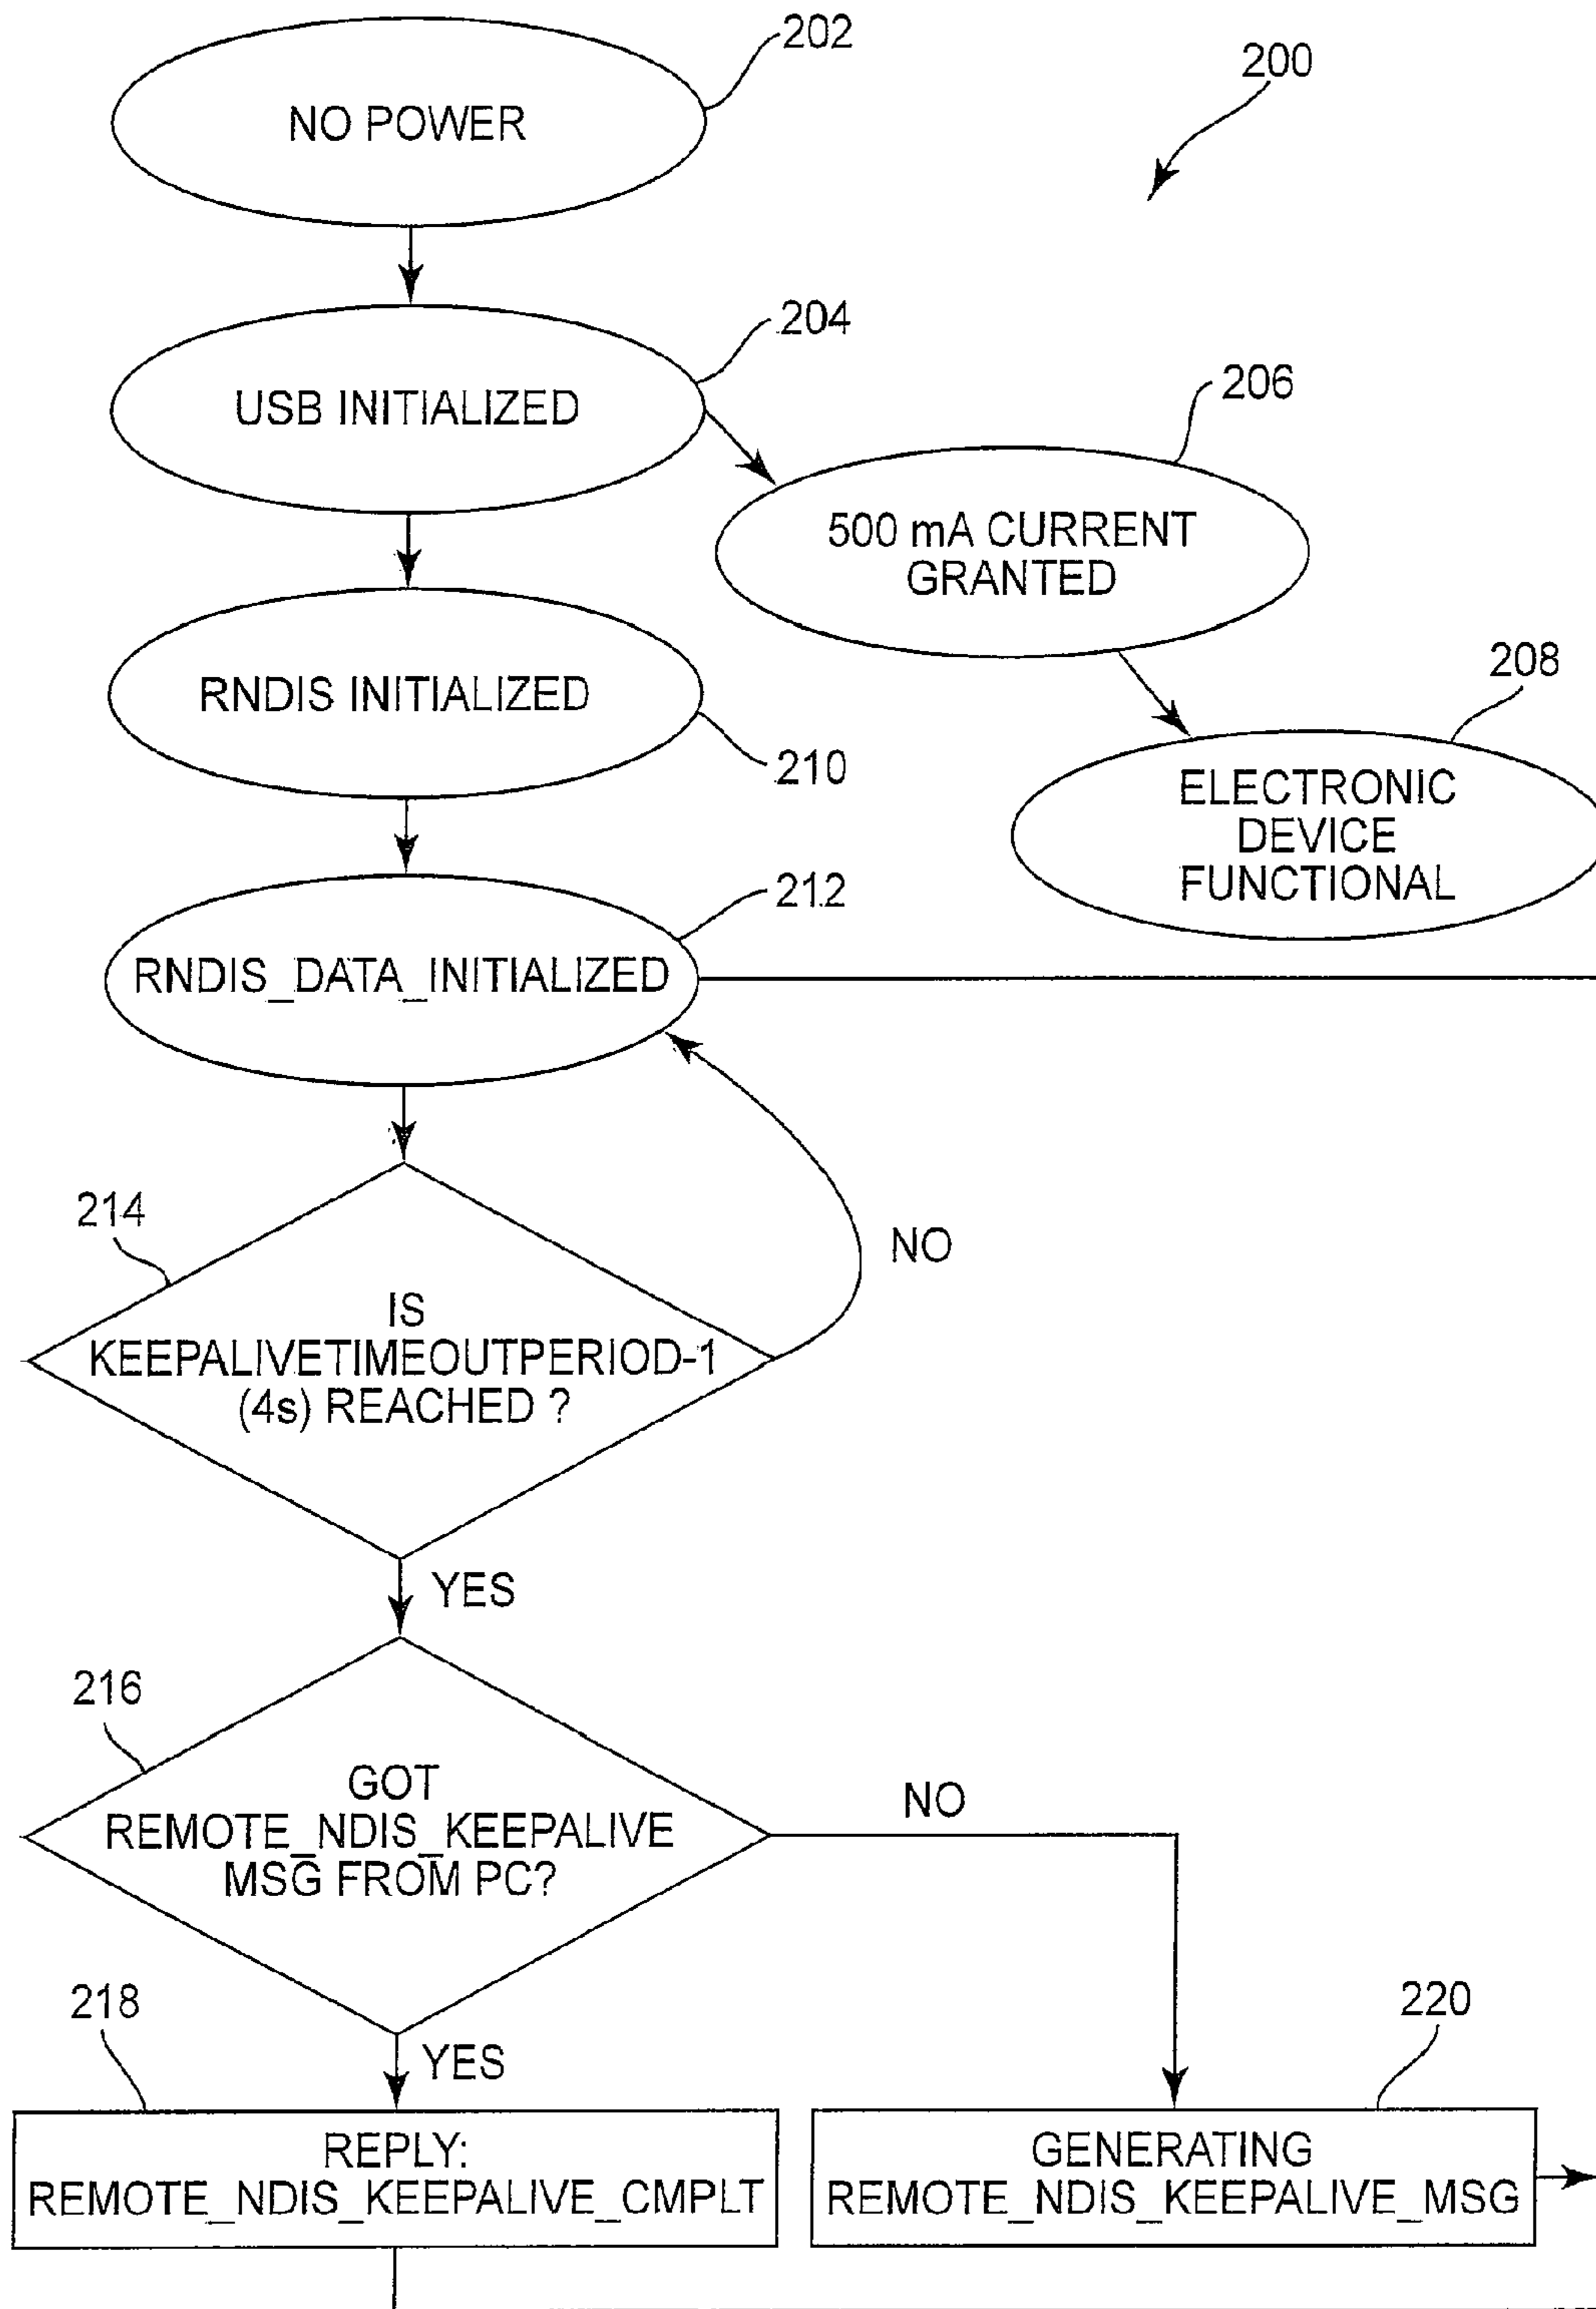 202
200
NO POWER
204
USB INITIALIZED
206
500 mA CURRENT
GRANTED
RNDIS INITIALIZED
210
208
ELECTRONIC
DEVICE
FUNCTIONAL
212
RNDIS_DATA_INITIALIZED
214
NO
IS
KEEPALIVETIMEOUTPERIOD-1
(4s) REACHED ?
YES
216
GOT
REMOTE_NDIS_KEEPALIVE
MSG FROM PC?
NO
218
YES
220
REPLY:
REMOTE_NDIS_KEEPALIVE_CMPLT
GENERATING
REMOTE_NDIS_KEEPALIVE_MSG